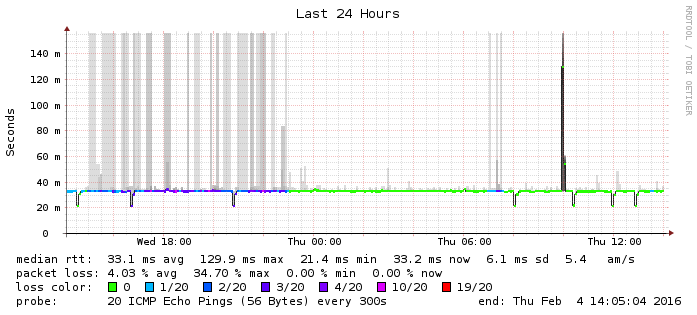 Last 24 Hours
RRDTOOL / TOBI OETIKER
Seconds
140 m
120 m
100 m
80 m
60 m
40 m
20 m
0
Wed 18:00 Thu 00:00 Thu 06:00 Thu 12:00
median rtt: 33.1 ms avg 129.9 ms max 21.4 ms min 33.2 ms now 6.1 ms sd 5.4 am/s
packet loss: 4.03 % avg 34.70 % max 0.00 % min 0.00 % now
loss color: 0 1/20 2/20 3/20 4/20 10/20 19/20
probe: 20 ICMP Echo Pings (56 Bytes) every 300s end: Thu Feb 4 14:05:04 2016